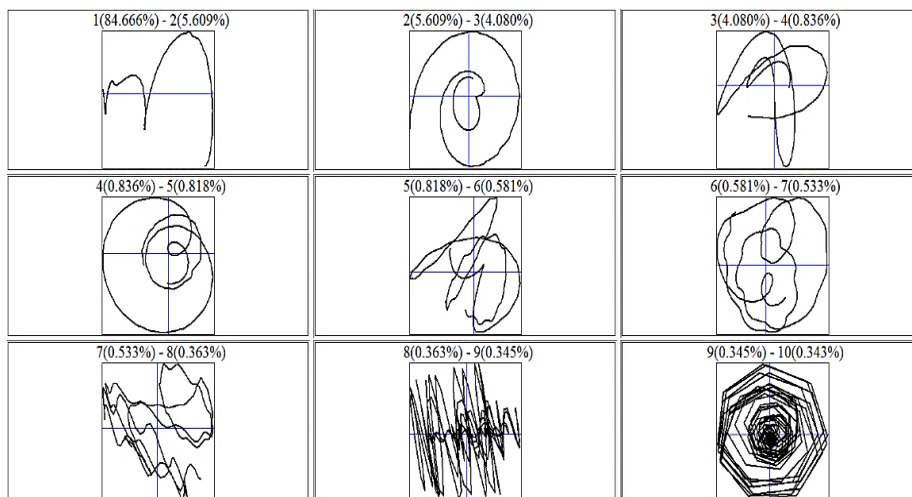 1(84.666%) - 2(5.609%)
2(5.609%) - 3(4.080%)
3(4.080%) - 4(0.836%)
4(0.836%) - 5(0.818%)
5(0.818%) - 6(0.581%)
6(0.581%) - 7(0.533%)
7(0.533%) - 8(0.363%)
8(0.363%) - 9(0.345%)
9(0.345%) - 10(0.343%)